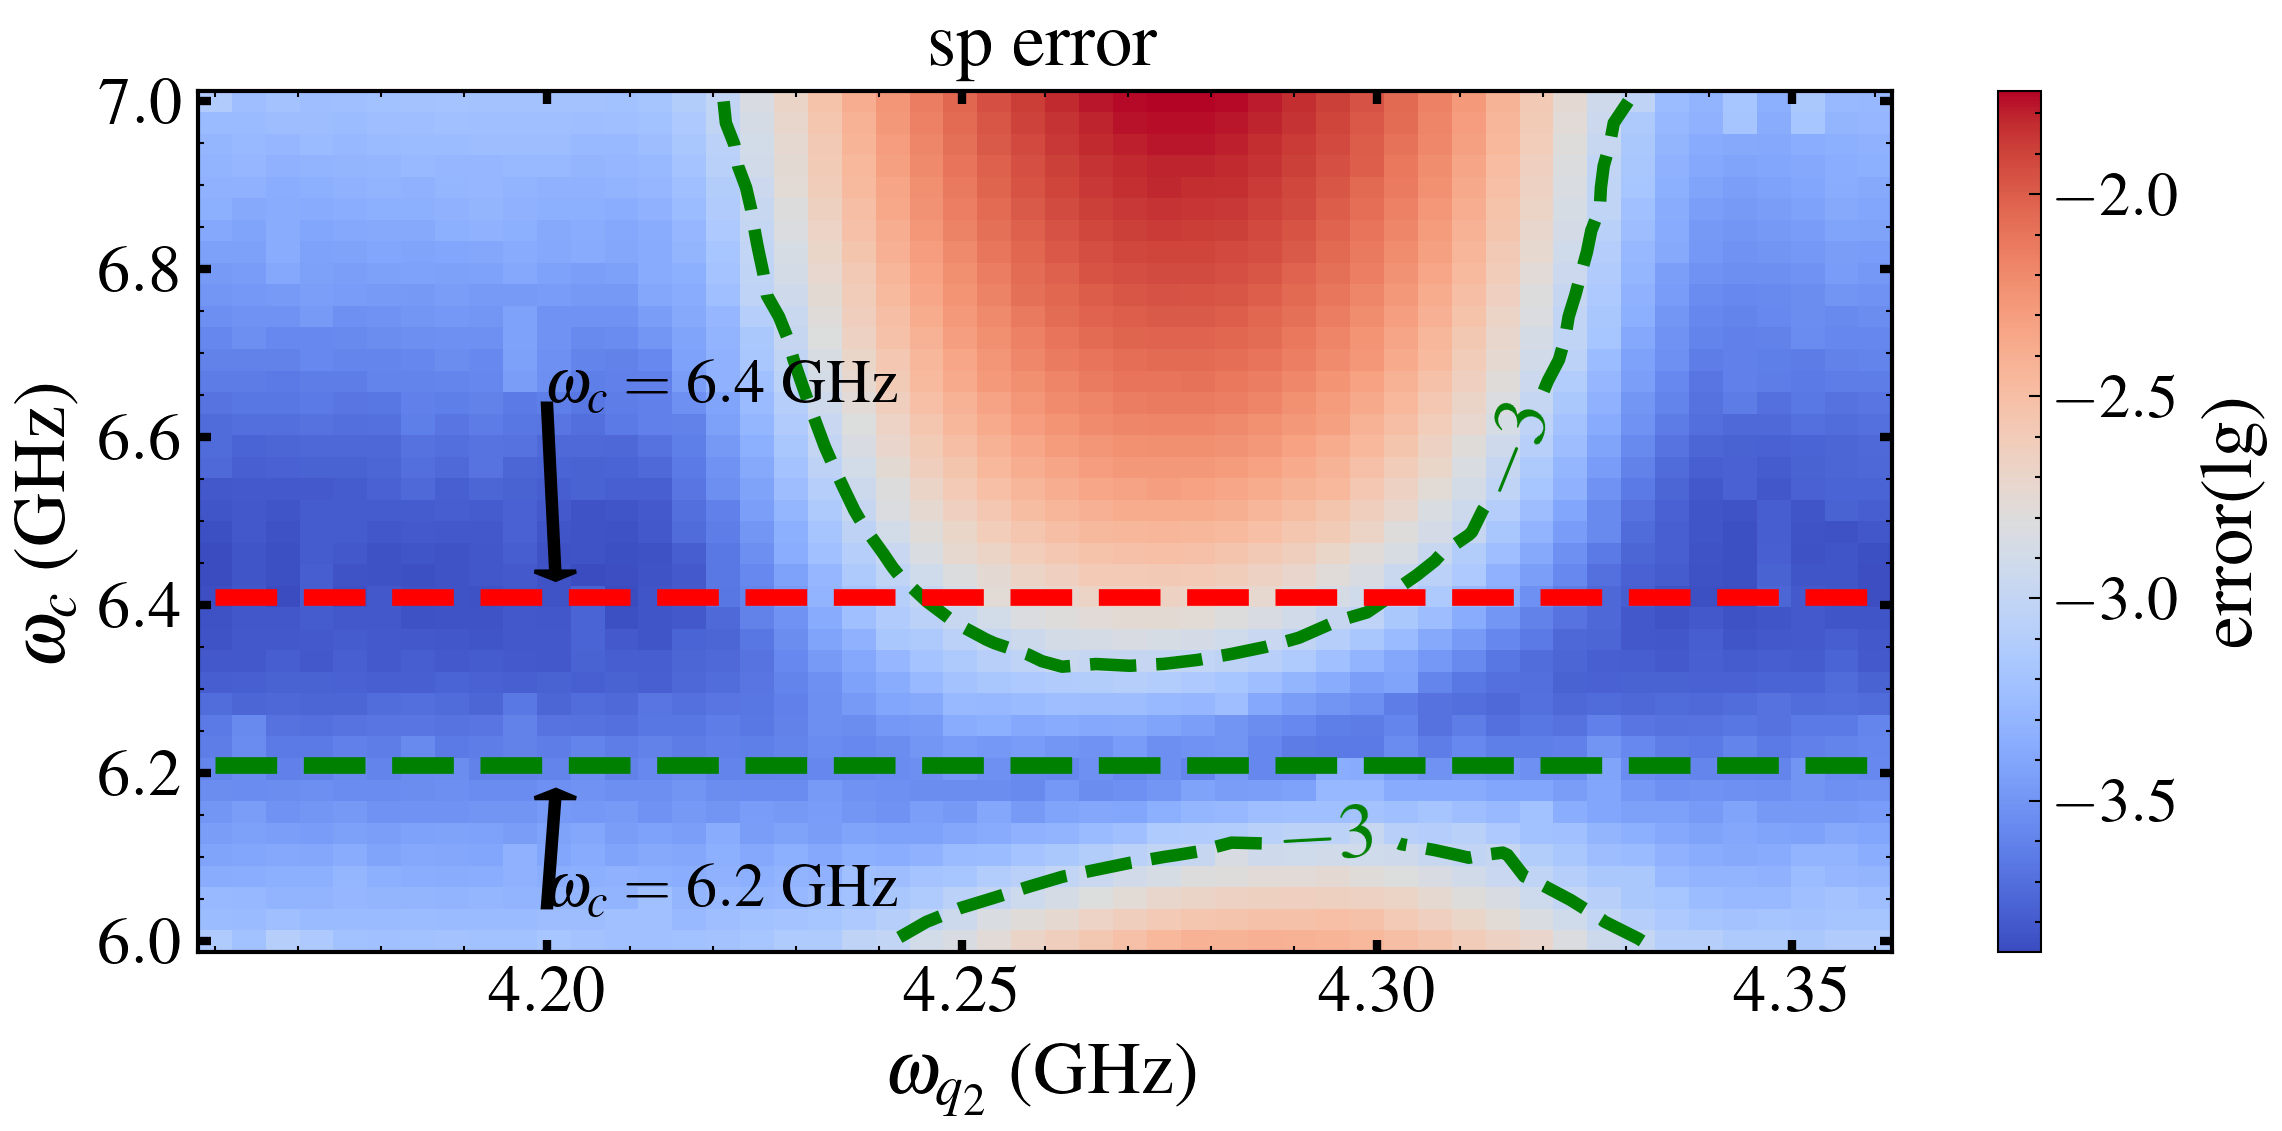 sp error
7.0
6.8
6.6
6.4
6.2
6.0
ω_c (GHz)
ω_c = 6.4 GHz
ω_c = 6.2 GHz
−3
−3
4.20
4.25
4.30
4.35
ω_{q_2} (GHz)
−2.0
−2.5
−3.0
−3.5
error(lg)